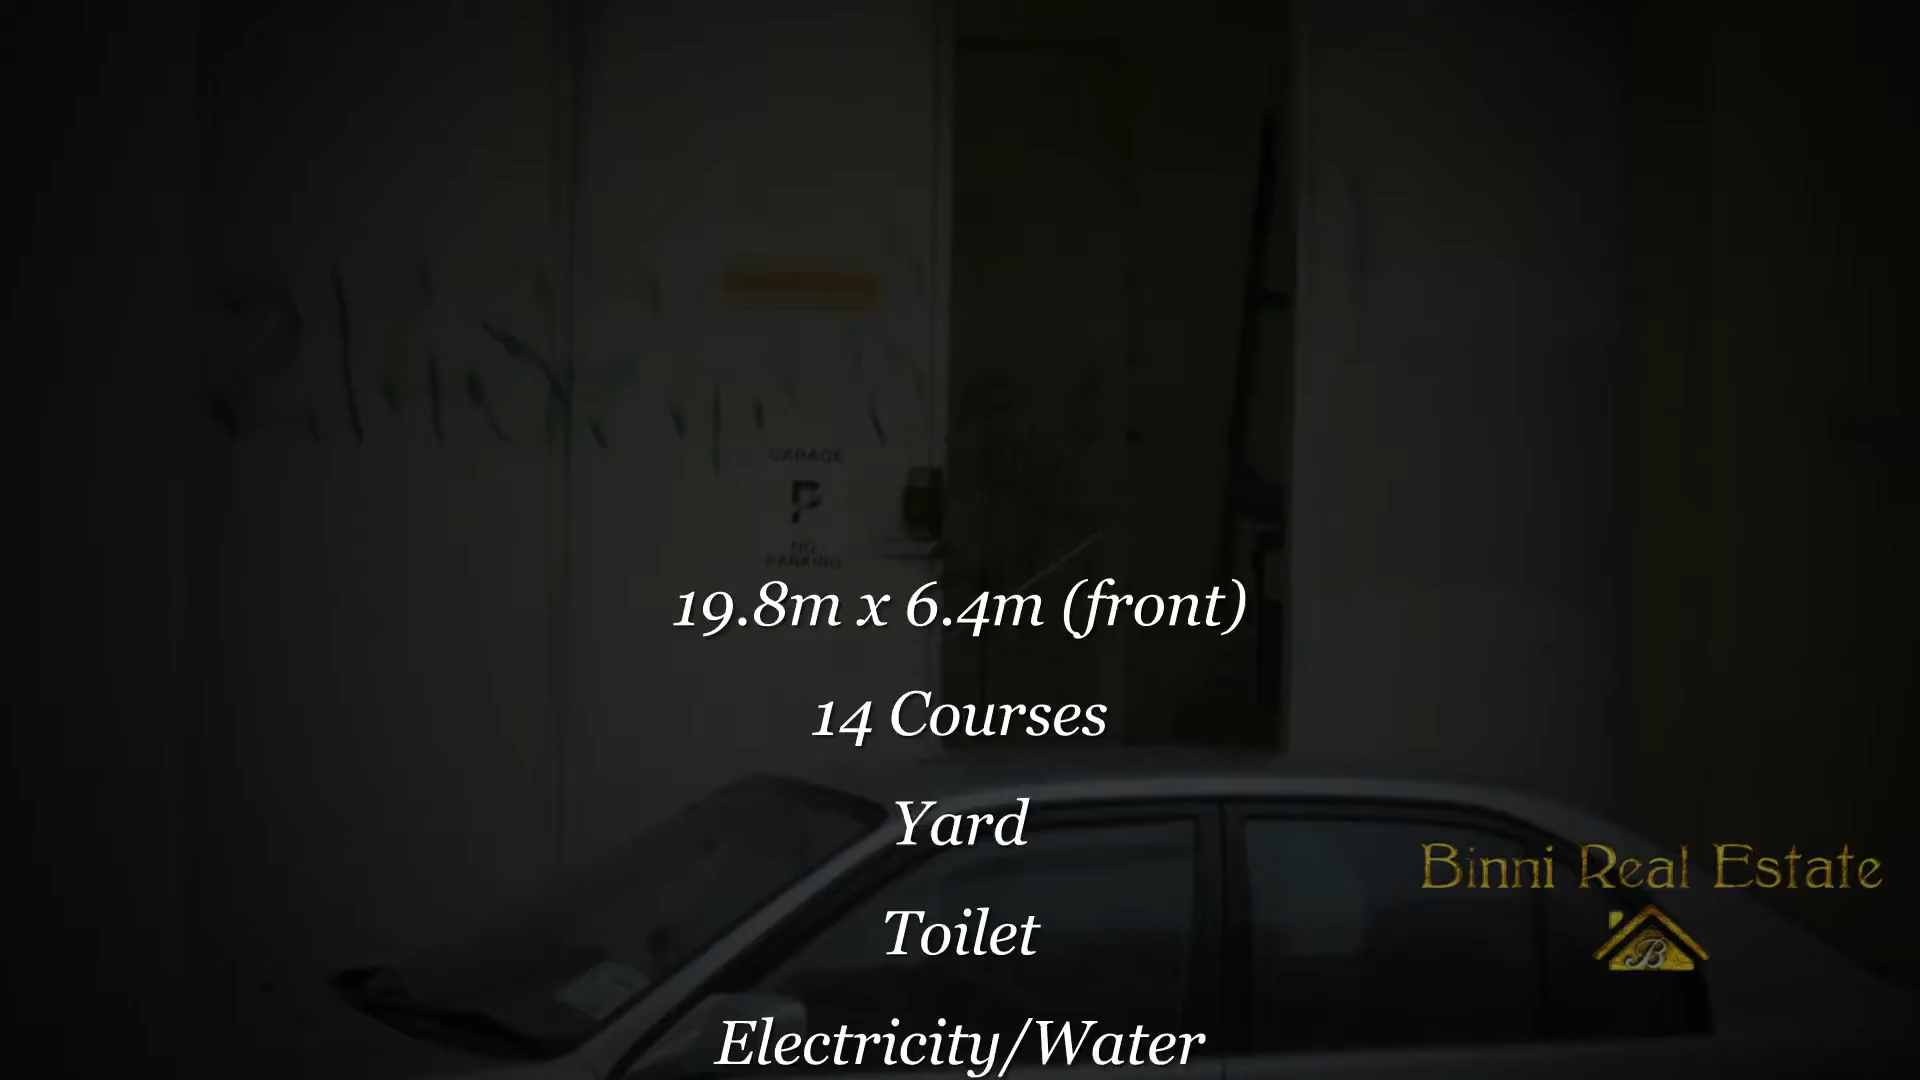 GARAGE
P
NO
PARKING
19.8m x 6.4m (front)
14 Courses
Yard
Toilet
Electricity/Water
Binni Real Estate
B